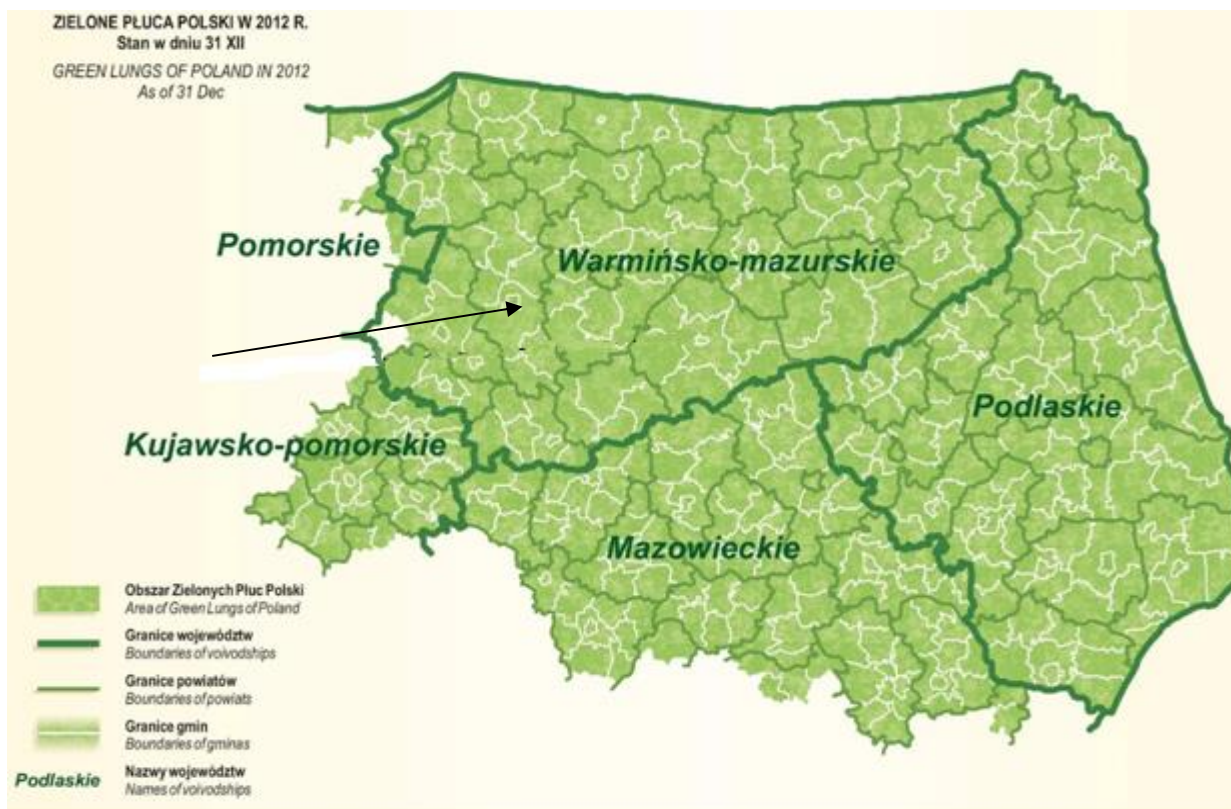 ZIELONE PŁUCA POLSKI W 2012 R.
Stan w dniu 31 XII
GREEN LUNGS OF POLAND IN 2012
As of 31 Dec
Pomorskie
Warmińsko-mazurskie
Podlaskie
Kujawsko-pomorskie
Mazowieckie
Obszar Zielonych Płuc Polski
Area of Green Lungs of Poland
Granice województw
Boundaries of voivodships
Granice powiatów
Boundaries of powiats
Granice gmin
Boundaries of gminas
Podlaskie
Nazwy województw
Names of voivodships